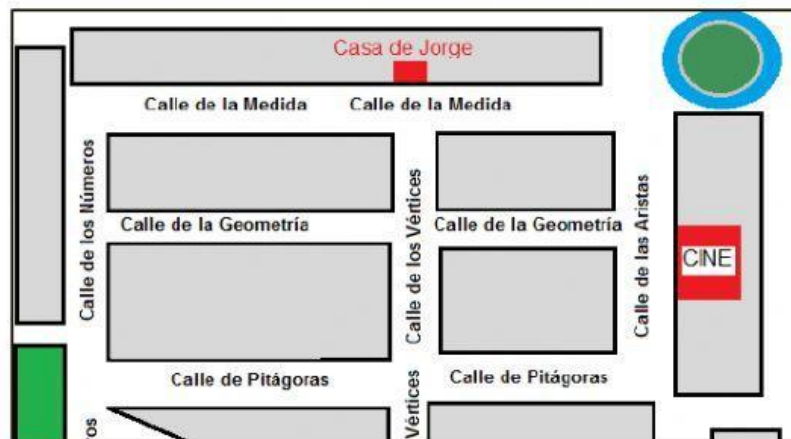 Casa de Jorge
Calle de la Medida
Calle de la Medida
Calle de los Números
Calle de la Geometría
Calle de los Vértices
Calle de la Geometría
Calle de las Aristas
CINE
Calle de Pitágoras
Calle de Pitágoras
Vértices